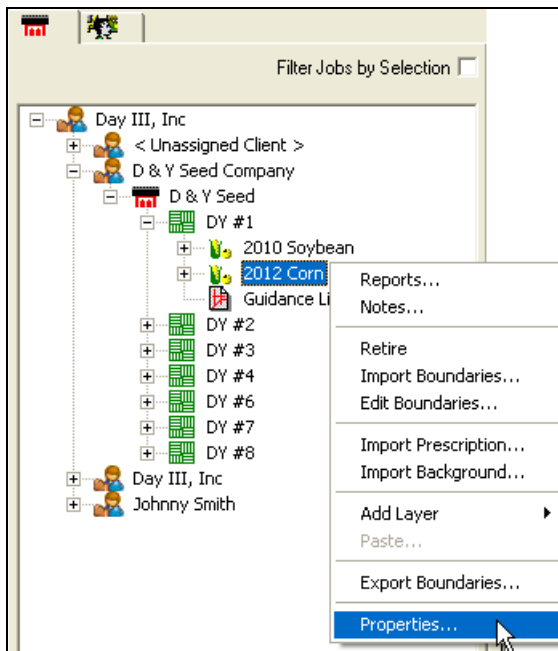 Filter Jobs by Selection
Day III, Inc
< Unassigned Client >
D & Y Seed Company
D & Y Seed
DY #1
2010 Soybean
2012 Corn
Guidance Li
DY #2
DY #3
DY #4
DY #6
DY #7
DY #8
Day III, Inc
Johnny Smith
Reports...
Notes...
Retire
Import Boundaries...
Edit Boundaries...
Import Prescription...
Import Background...
Add Layer
Paste...
Export Boundaries...
Properties...